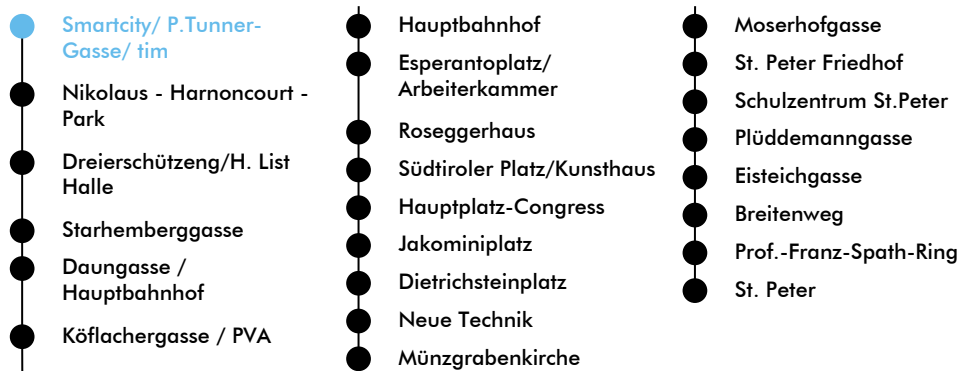 Smartcity/ P.Tunner-
Gasse/ tim
Nikolaus - Harnoncourt -
Park
Dreierschützeng/H. List
Halle
Starhemberggasse
Daungasse /
Hauptbahnhof
Köflachergasse / PVA
Hauptbahnhof
Esperantoplatz/
Arbeiterkammer
Roseggerhaus
Südtiroler Platz/Kunsthaus
Hauptplatz-Congress
Jakominiplatz
Dietrichsteinplatz
Neue Technik
Münzgrabenkirche
Moserhofgasse
St. Peter Friedhof
Schulzentrum St.Peter
Plüddemanngasse
Eisteichgasse
Breitenweg
Prof.-Franz-Spath-Ring
St. Peter